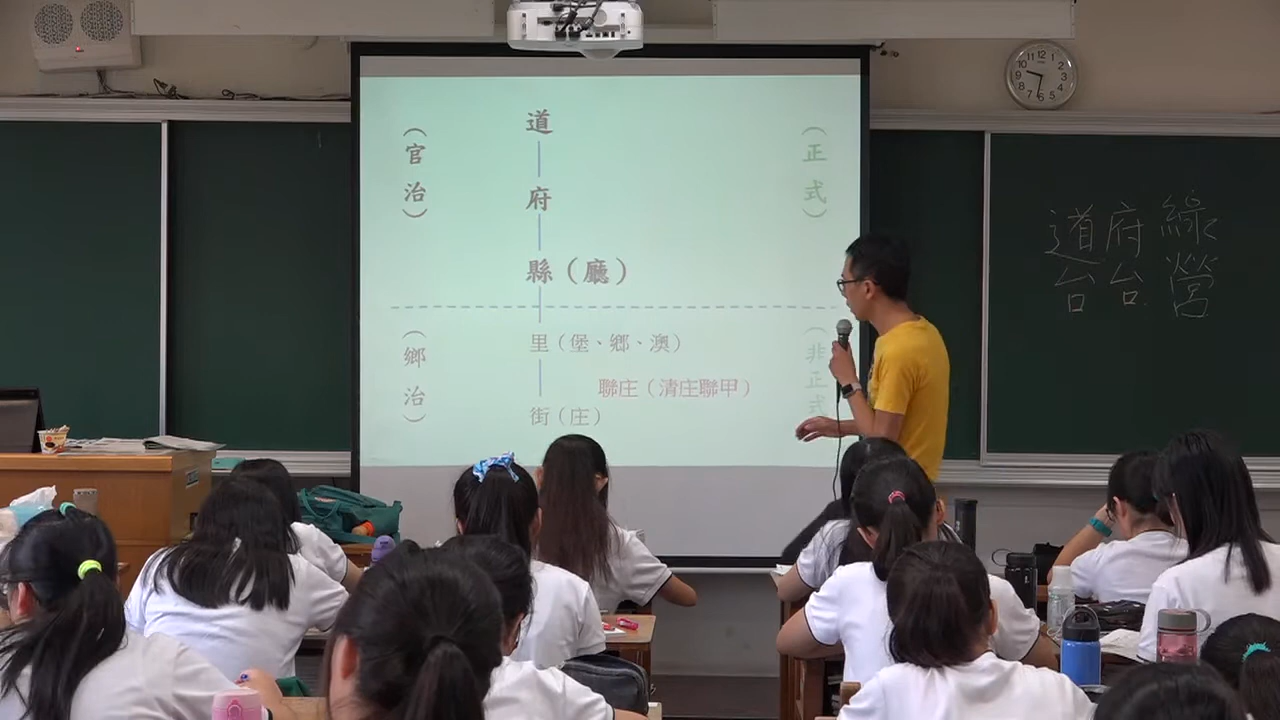 道
（官治）
（正式）
府
縣（廳）
里（堡、鄉、澳）
（鄉治）
（非正式）
聯庄（清庄聯甲）
街（庄）
道府綠
台台營